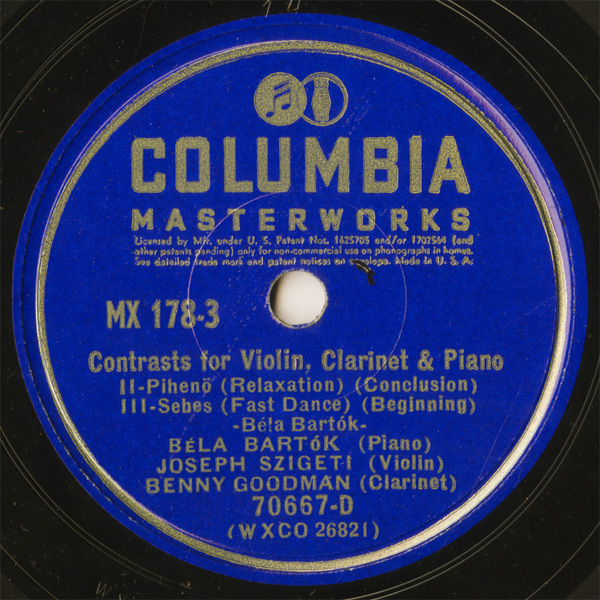 COLUMBIA
MASTERWORKS
Licensed by Mfr. under U. S. Patent Nos. 1625705 and/or 1702564 (and
other patents pending) only for non-commercial use on phonographs in homes.
See detailed trade mark and patent notices on envelope. Made in U. S. A.
MX 178-3
Contrasts for Violin, Clarinet & Piano
II-Pihenö (Relaxation) (Conclusion)
III-Sebes (Fast Dance) (Beginning)
-Béla Bartók-
BÉLA BARTÓK (Piano)
JOSEPH SZIGETI (Violin)
BENNY GOODMAN (Clarinet)
70667-D
(WXCO 26821)